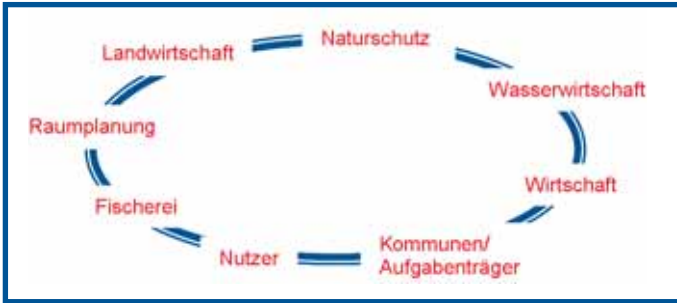 Naturschutz
Landwirtschaft
Wasserwirtschaft
Raumplanung
Wirtschaft
Fischerei
Kommunen/
Aufgabenträger
Nutzer